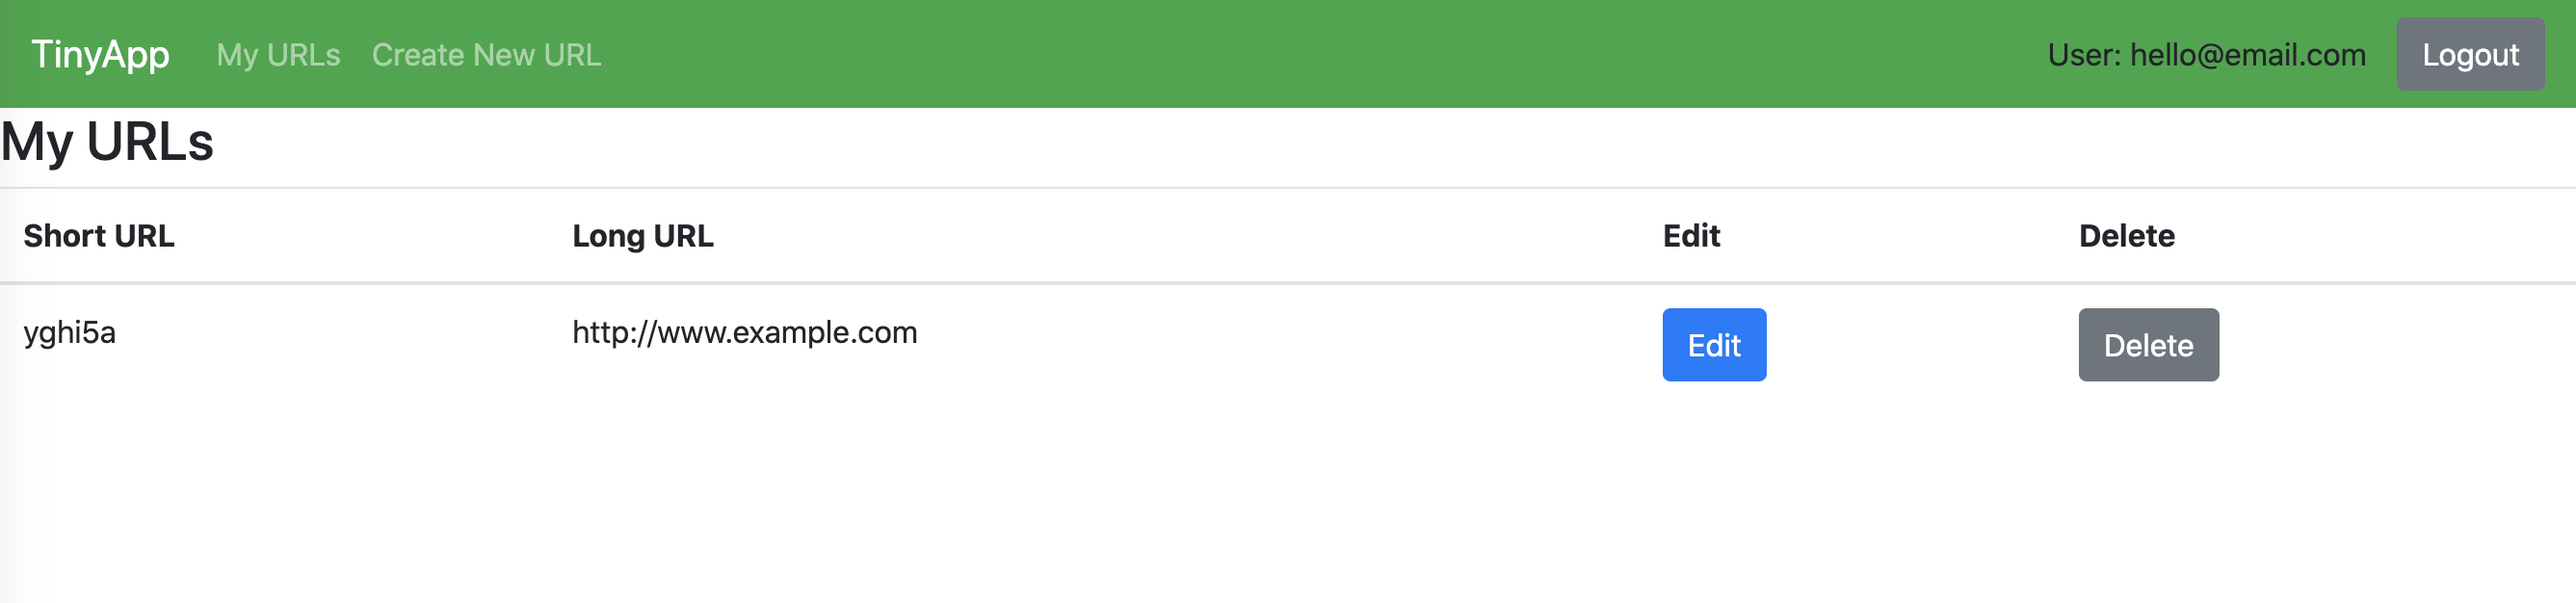 TinyApp My URLs Create New URL User: hello@email.com Logout
My URLs
Short URL Long URL Edit Delete
yghi5a http://www.example.com Edit Delete